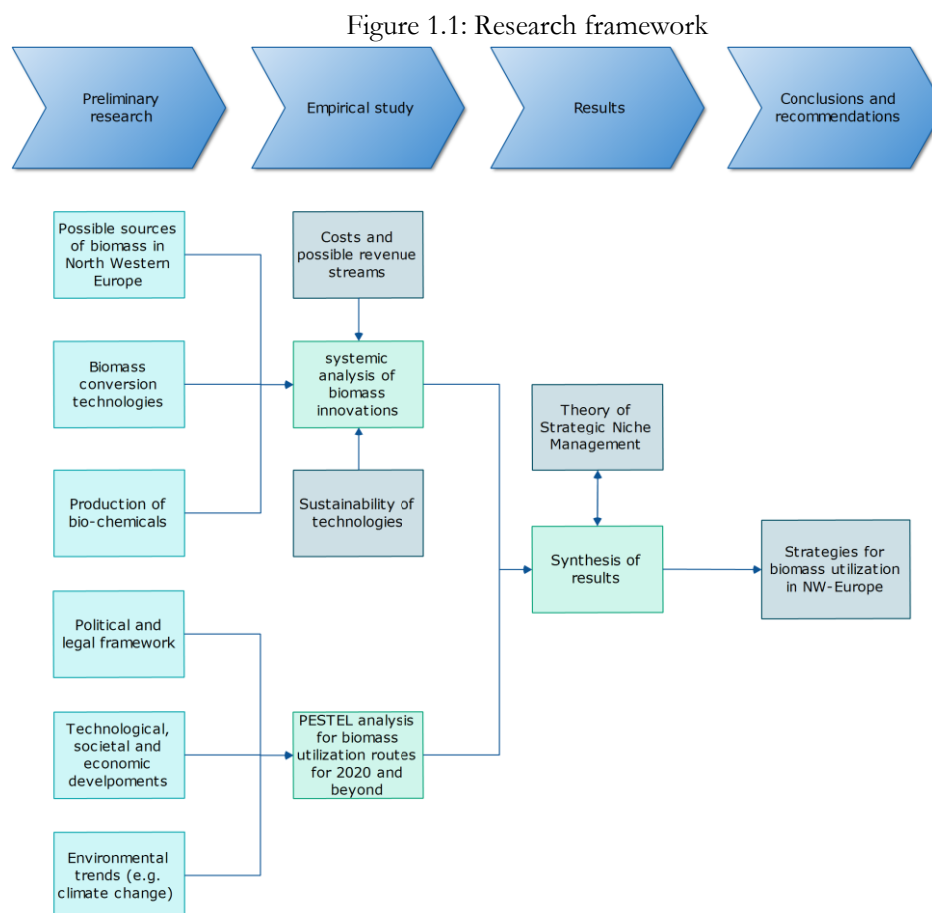 Figure 1.1: Research framework
Preliminary
research
Empirical study
Results
Conclusions and
recommendations
Possible sources
of biomass in
North Western
Europe
Costs and
possible revenue
streams
Biomass
conversion
technologies
systemic
analysis of
biomass
innovations
Theory of
Strategic Niche
Management
Production of
bio-chemicals
Sustainability of
technologies
Synthesis of
results
Strategies for
biomass utilization
in NW-Europe
Political and
legal framework
Technological,
societal and
economic
develpoments
PESTEL analysis
for biomass
utilization routes
for 2020 and
beyond
Environmental
trends (e.g.
climate change)